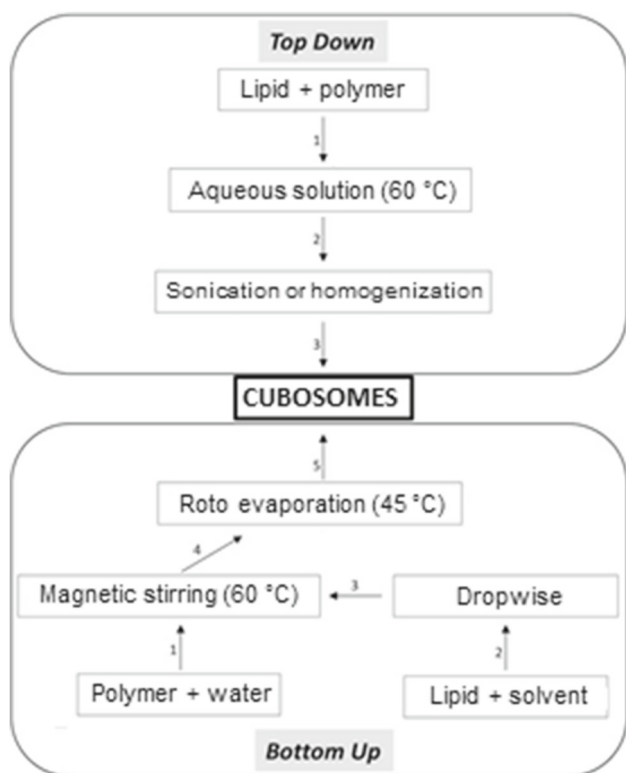 Top Down
Lipid + polymer
1
Aqueous solution (60 °C)
2
Sonication or homogenization
3
CUBOSOMES
5
Roto evaporation (45 °C)
4
Magnetic stirring (60 °C)
3
Dropwise
1
2
Polymer + water
Lipid + solvent
Bottom Up